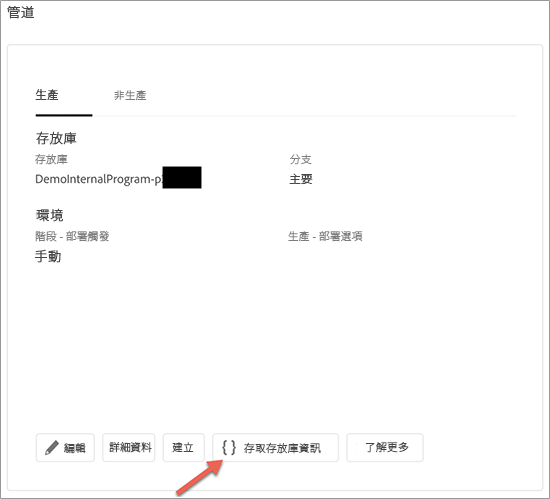 管道
生產 非生產
存放庫
存放庫 分支
DemoInternalProgram-p 主要
環境
階段 - 部署觸發 生產 - 部署選項
手動
編輯 詳細資料 建立 { } 存取存放庫資訊 了解更多